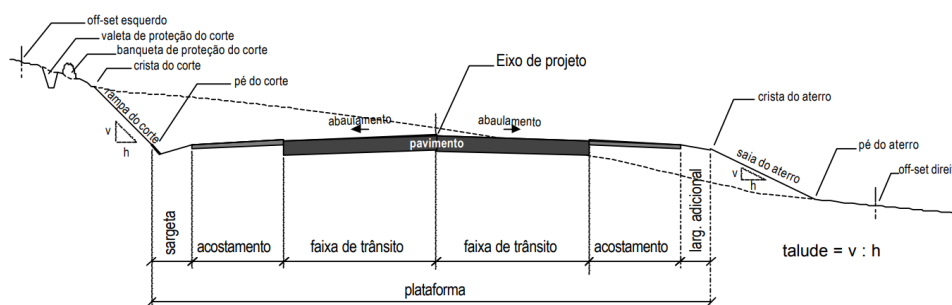 off-set esquerdo
valeta de proteção do corte
banqueta de proteção do corte
crista do corte
pé do corte
Eixo de projeto
crista do aterro
rampa do corte
v
h
abaulamento
abaulamento
pavimento
saia do aterro
v
h
pé do aterro
off-set direi
sargeta
acostamento
faixa de trânsito
faixa de trânsito
acostamento
larg. adicional
talude = v : h
plataforma